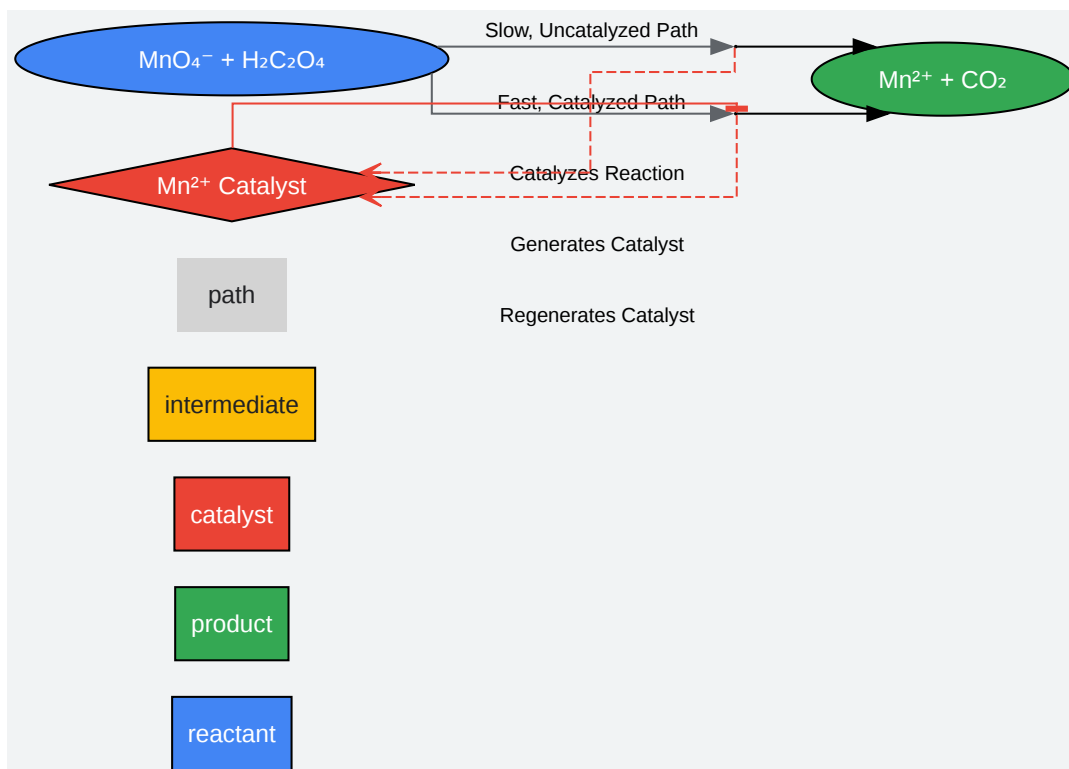 Slow, Uncatalyzed Path
MnO₄⁻ + H₂C₂O₄
Mn²⁺ + CO₂
Fast, Catalyzed Path
Catalyzes Reaction
Mn²⁺ Catalyst
Generates Catalyst
path
Regenerates Catalyst
intermediate
catalyst
product
reactant